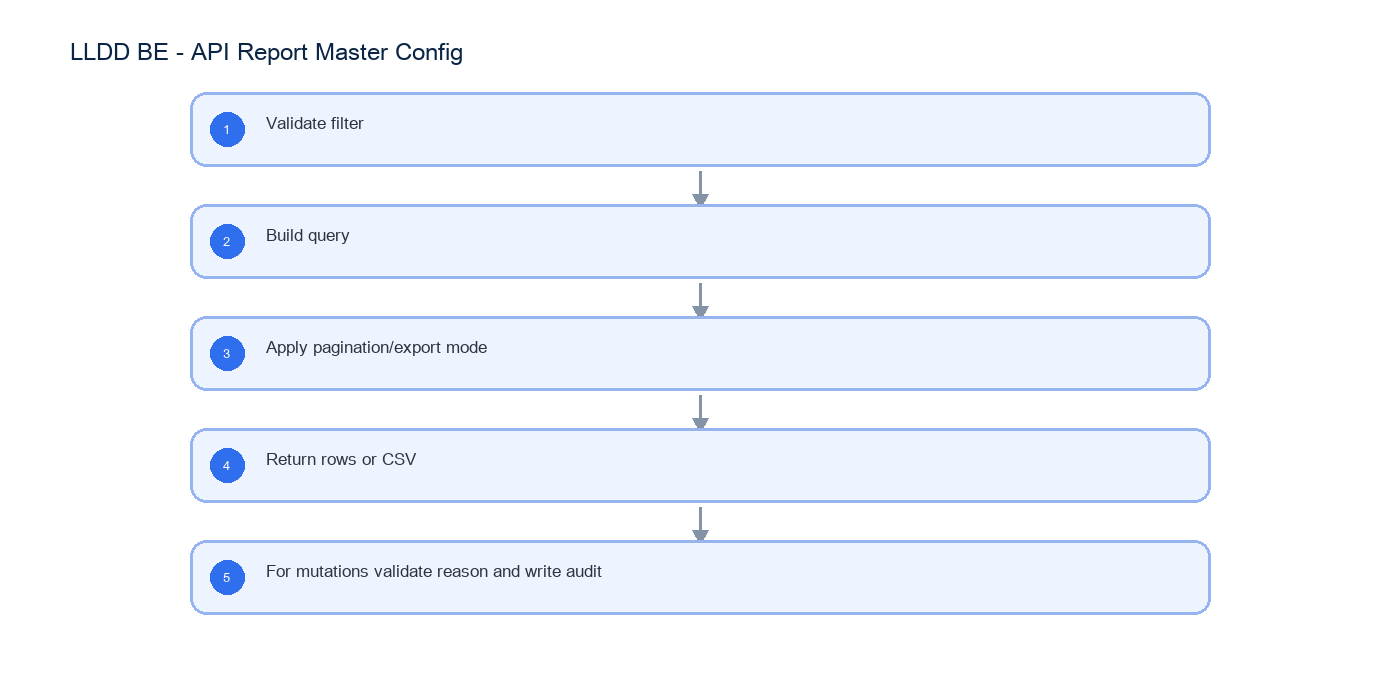 LLDD BE - API Report Master Config
1 Validate filter
2 Build query
3 Apply pagination/export mode
4 Return rows or CSV
5 For mutations validate reason and write audit